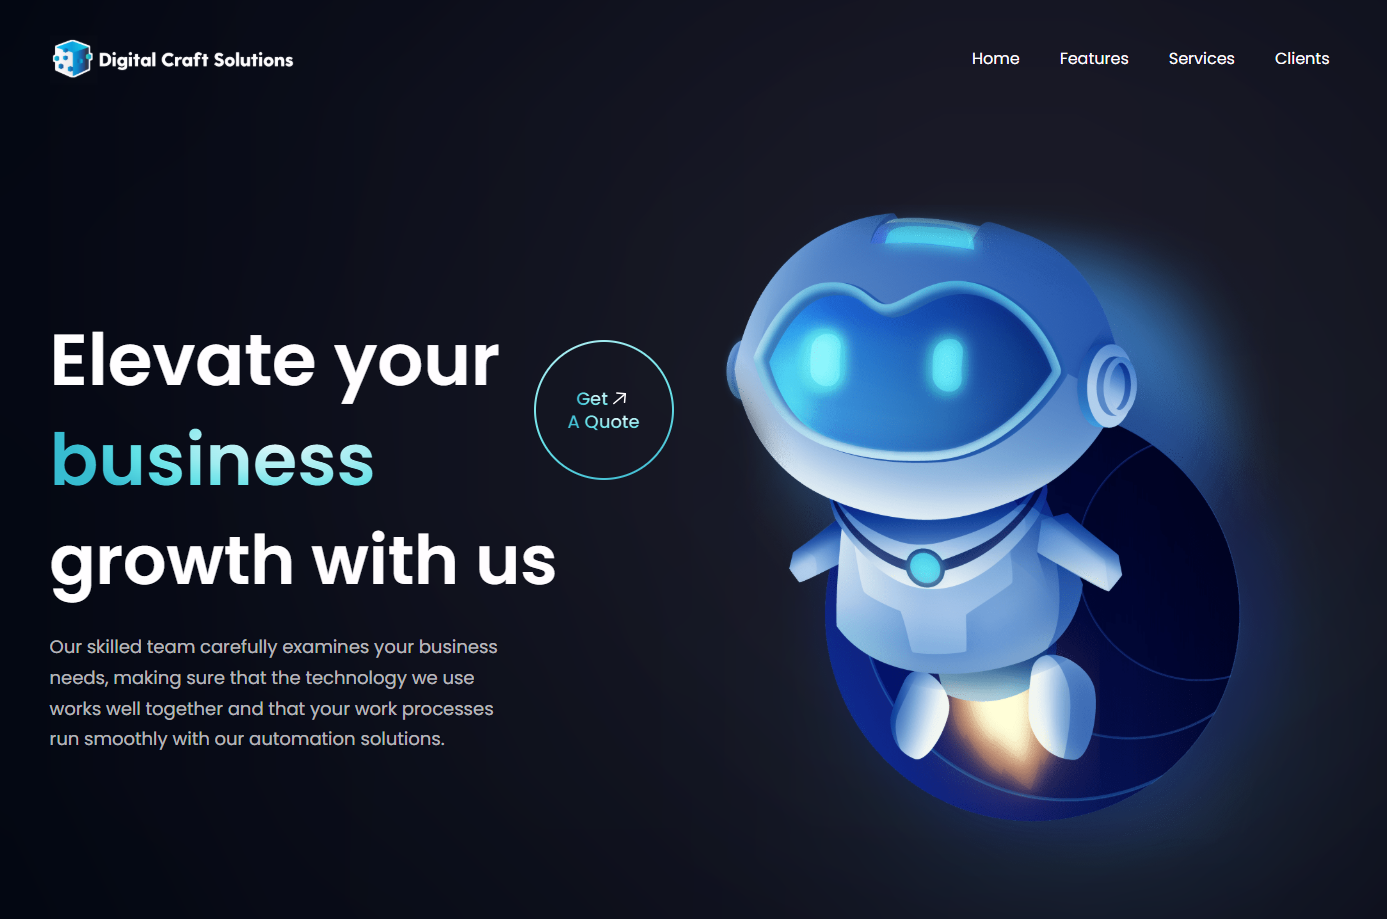 Digital Craft Solutions
Home
Features
Services
Clients
Elevate your
business
growth with us
Get
A Quote
Our skilled team carefully examines your business
needs, making sure that the technology we use
works well together and that your work processes
run smoothly with our automation solutions.